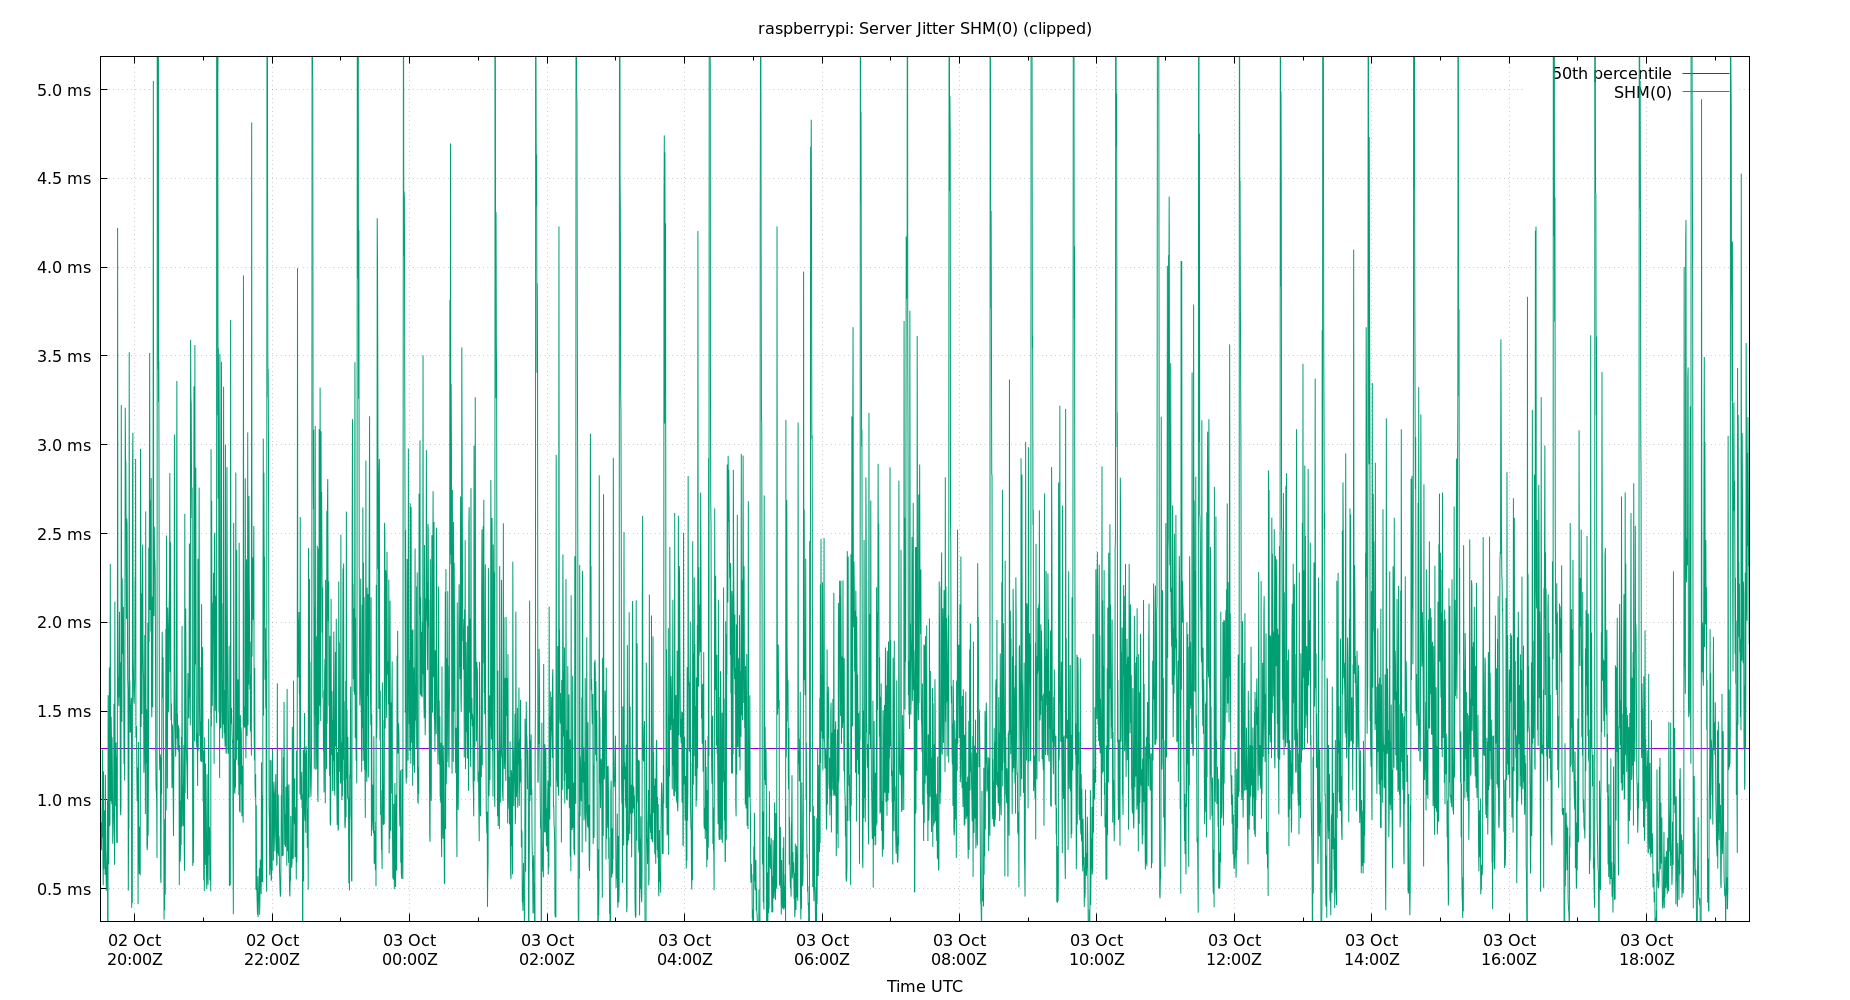 raspberrypi: Server Jitter SHM(0) (clipped)
50th percentile
SHM(0)
5.0 ms
4.5 ms
4.0 ms
3.5 ms
3.0 ms
2.5 ms
2.0 ms
1.5 ms
1.0 ms
0.5 ms
02 Oct 02 Oct 03 Oct 03 Oct 03 Oct 03 Oct 03 Oct 03 Oct 03 Oct 03 Oct 03 Oct 03 Oct
20:00Z 22:00Z 00:00Z 02:00Z 04:00Z 06:00Z 08:00Z 10:00Z 12:00Z 14:00Z 16:00Z 18:00Z
Time UTC